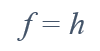 f = h